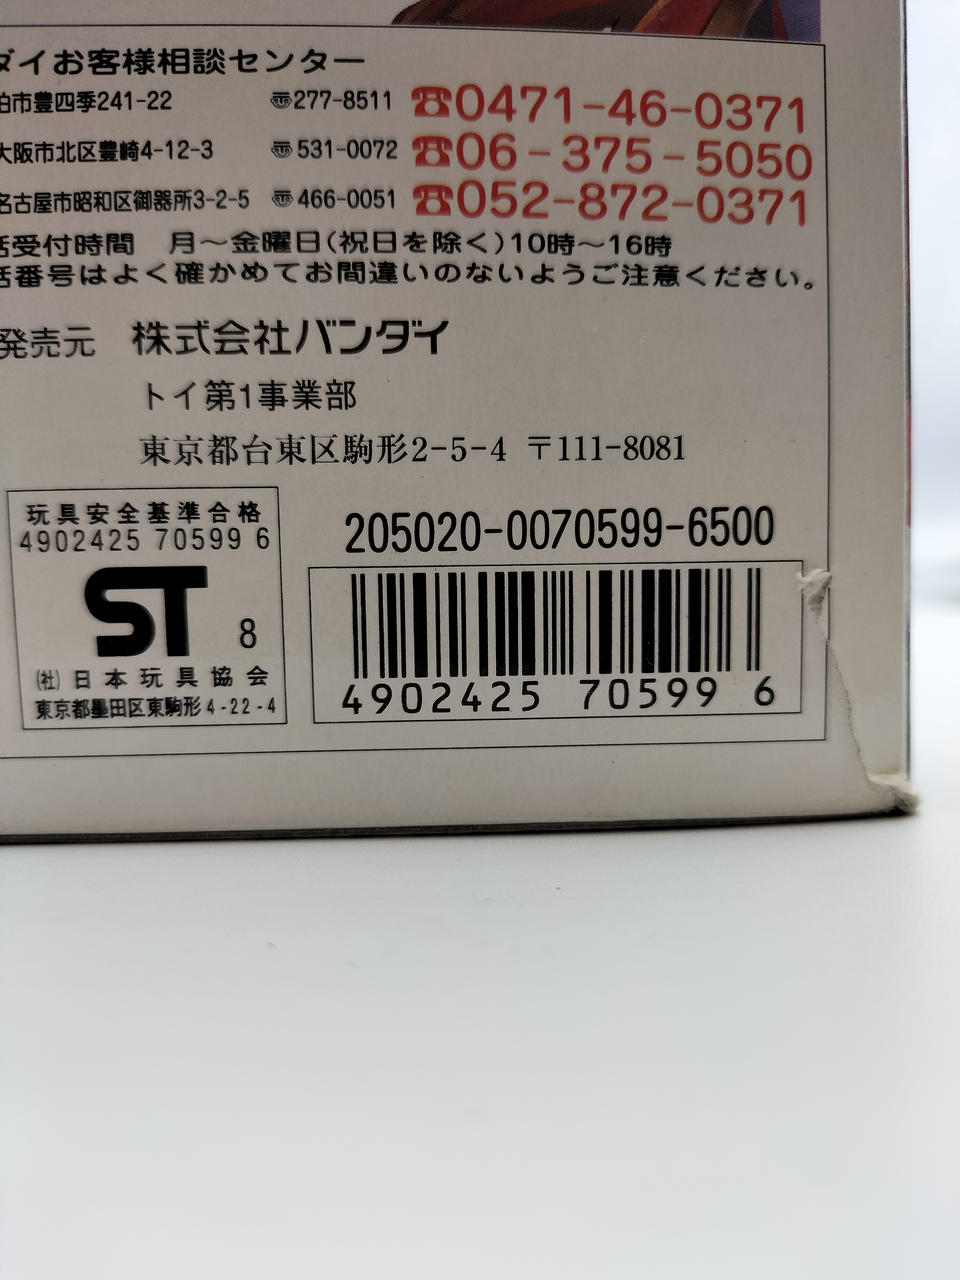 ダイお客様相談センター
柏市豊四季241-22 〠277-8511 ☎0471-46-0371
大阪市北区豊崎4-12-3 〠531-0072 ☎06-375-5050
名古屋市昭和区御器所3-2-5 〠466-0051 ☎052-872-0371
話受付時間 月～金曜日(祝日を除く)10時～16時
話番号はよく確かめてお間違いのないようご注意ください。
発売元 株式会社バンダイ
トイ第1事業部
東京都台東区駒形2-5-4 〒111-8081
玩具安全基準合格
4902425 70599 6
ST 8
(社)日本玩具協会
東京都墨田区東駒形4-22-4
205020-0070599-6500
4902425 70599 6